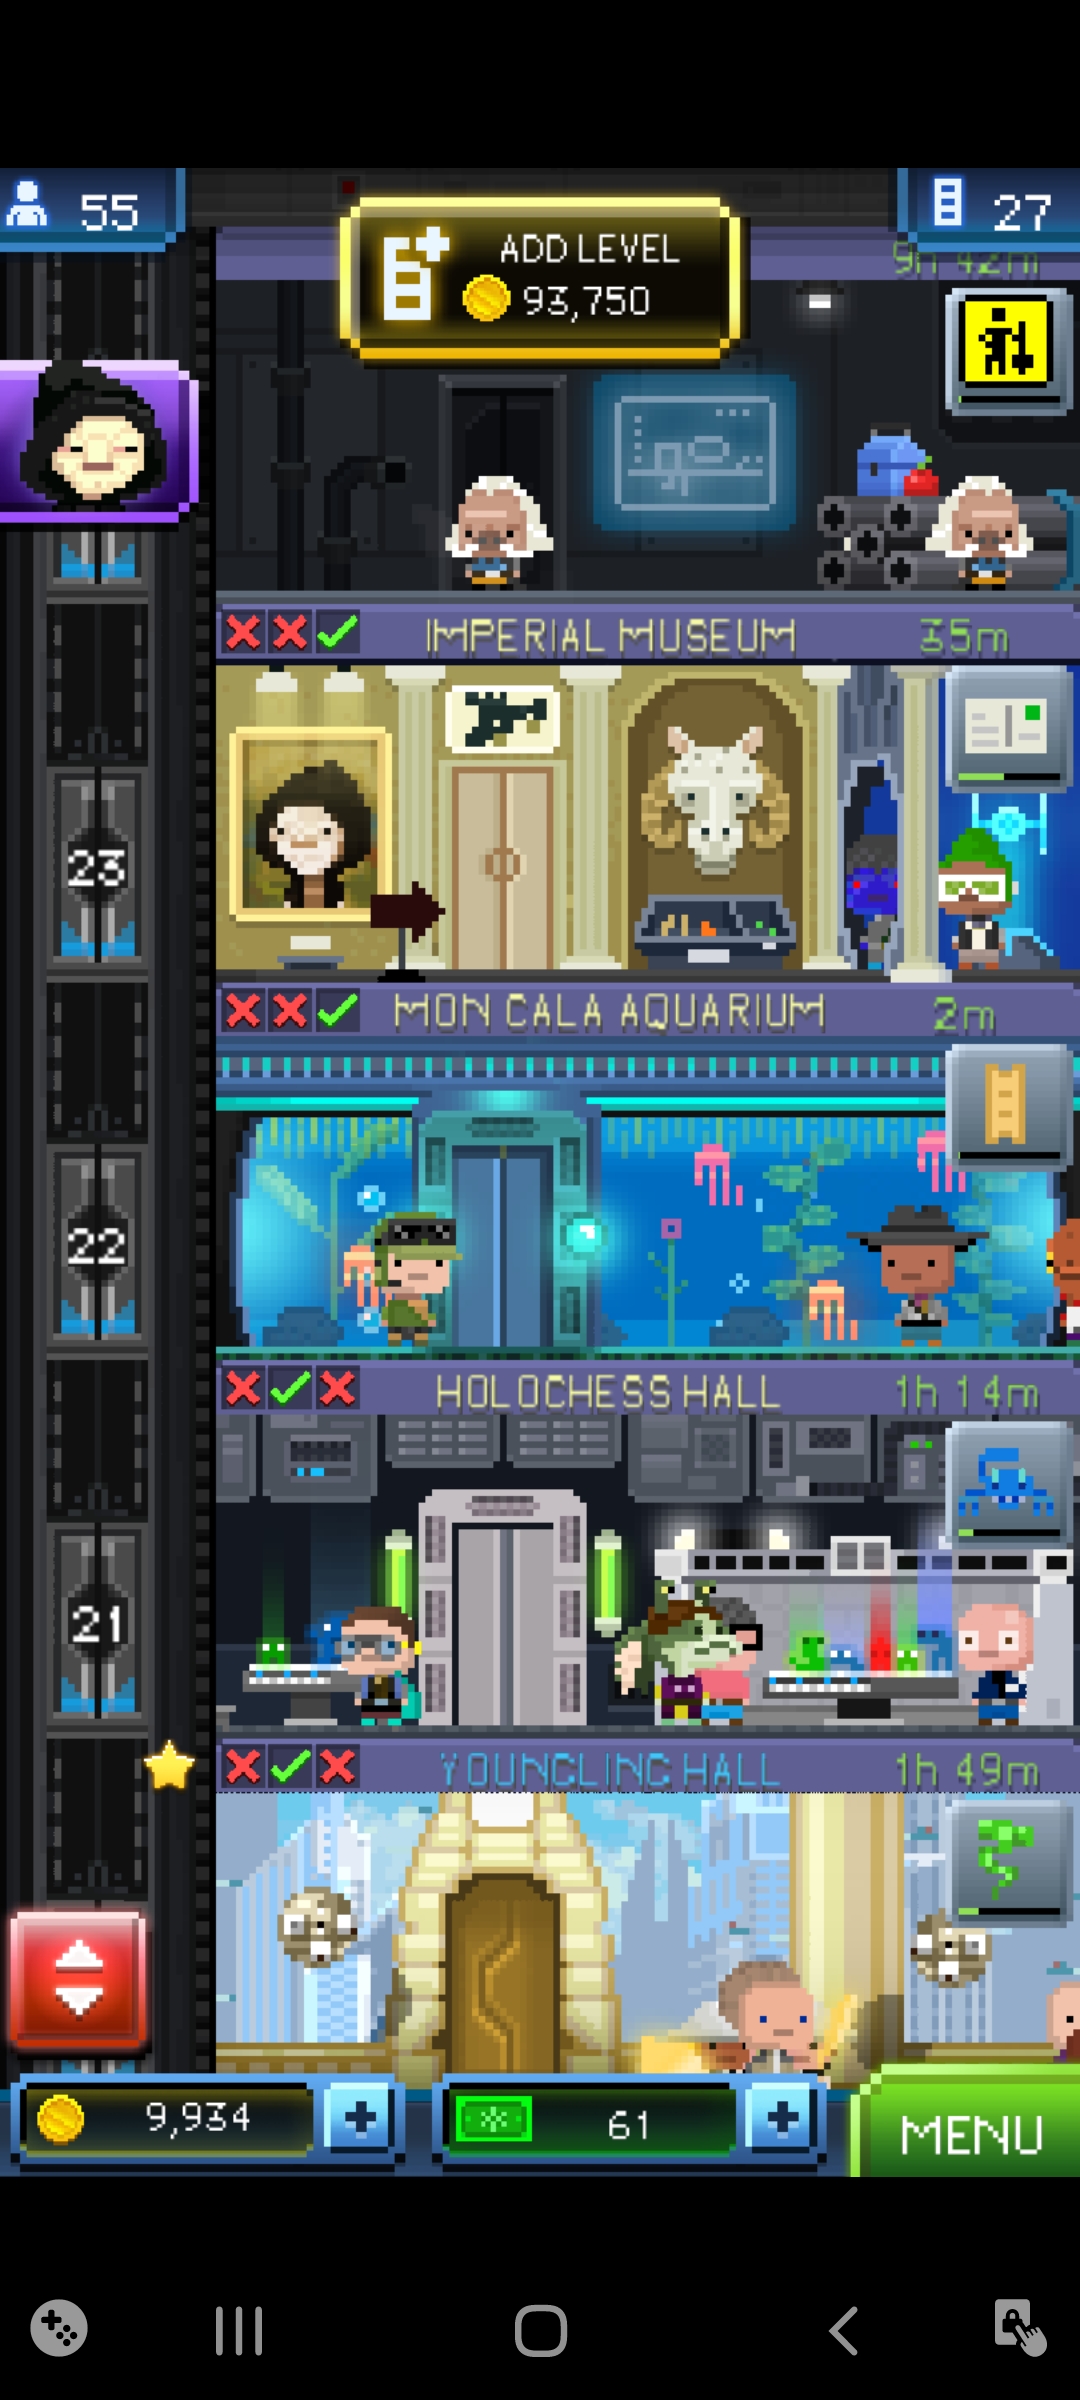 55
27
ADD LEVEL
93,750
9h 42m
IMPERIAL MUSEUM 35m
23
MON CALA AQUARIUM 2m
22
HOLOCHESS HALL 1h 14m
21
YOUNGLING HALL 1h 49m
9,934
61
MENU